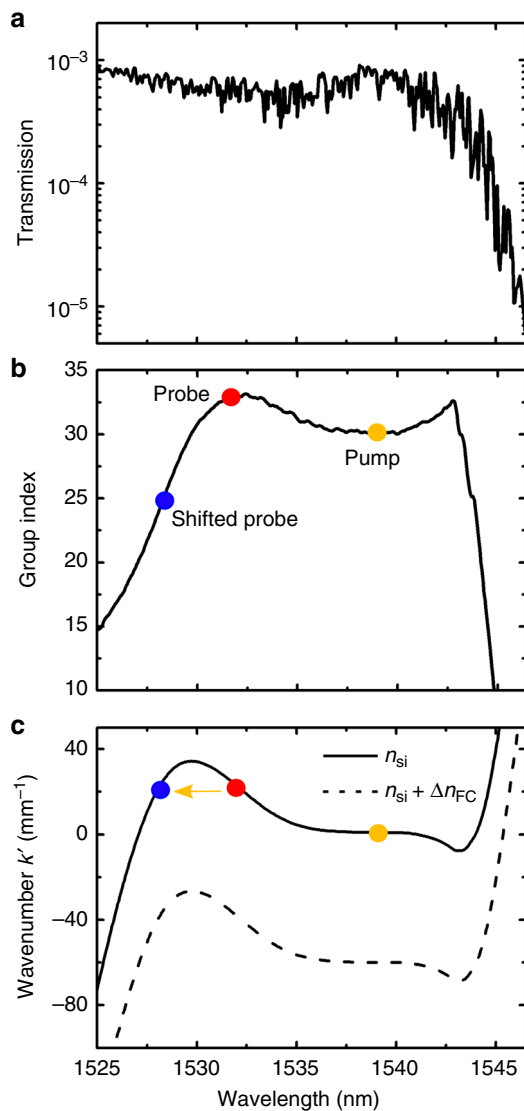 a
10⁻³
10⁻⁴
10⁻⁵
Transmission
b
35
30
25
20
15
10
Group index
Probe
Pump
Shifted probe
c
40
0
−40
−80
Wavenumber k′ (mm⁻¹)
n_si
n_si + Δn_FC
1525 1530 1535 1540 1545
Wavelength (nm)